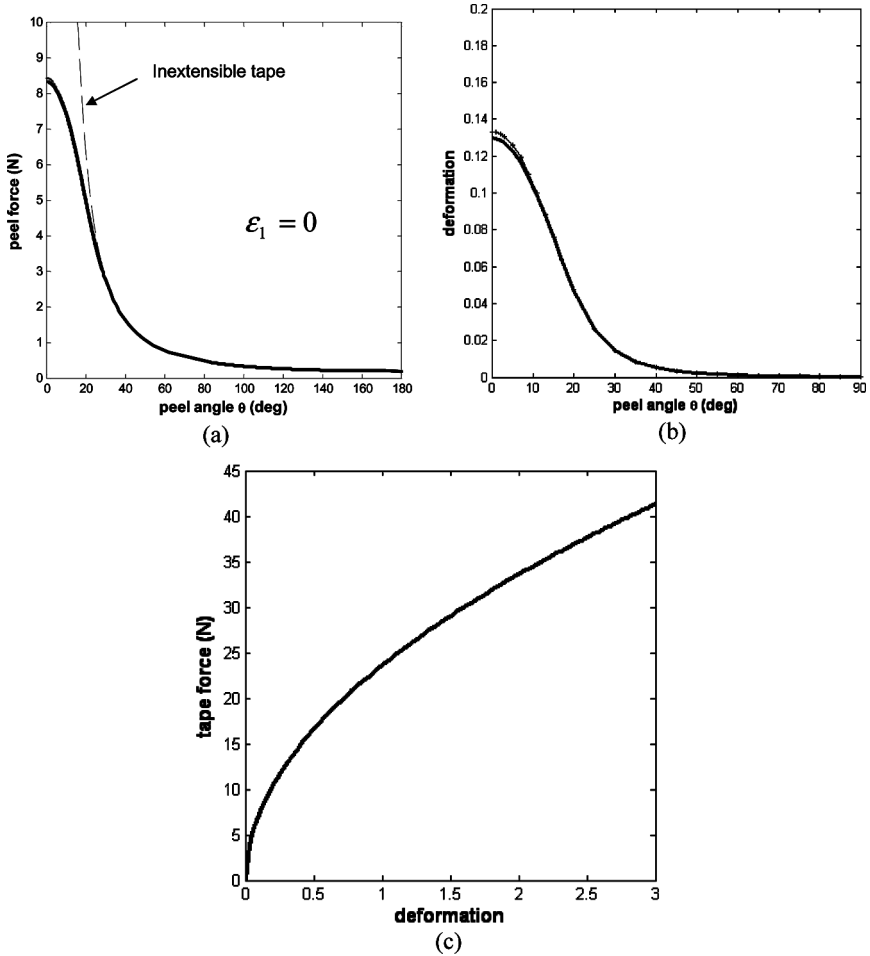 10
9
8
7
6
5
4
3
2
1
0
0 20 40 60 80 100 120 140 160 180
peel force (N)
peel angle θ (deg)
Inextensible tape
ε₁ = 0
(a)
0.2
0.18
0.16
0.14
0.12
0.1
0.08
0.06
0.04
0.02
0
0 10 20 30 40 50 60 70 80 90
deformation
peel angle θ (deg)
(b)
45
40
35
30
25
20
15
10
5
0
0 0.5 1 1.5 2 2.5 3
tape force (N)
deformation
(c)